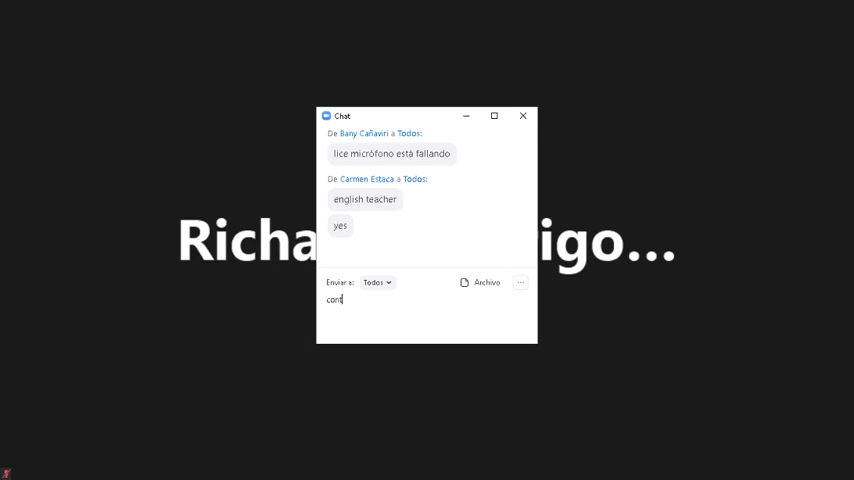 Chat
De Bany Cañaviri a Todos:
lice micrófono está fallando
De Carmen Estaca a Todos:
english teacher
yes
Richa
igo...
Enviar a: Todos
Archivo
...
cont